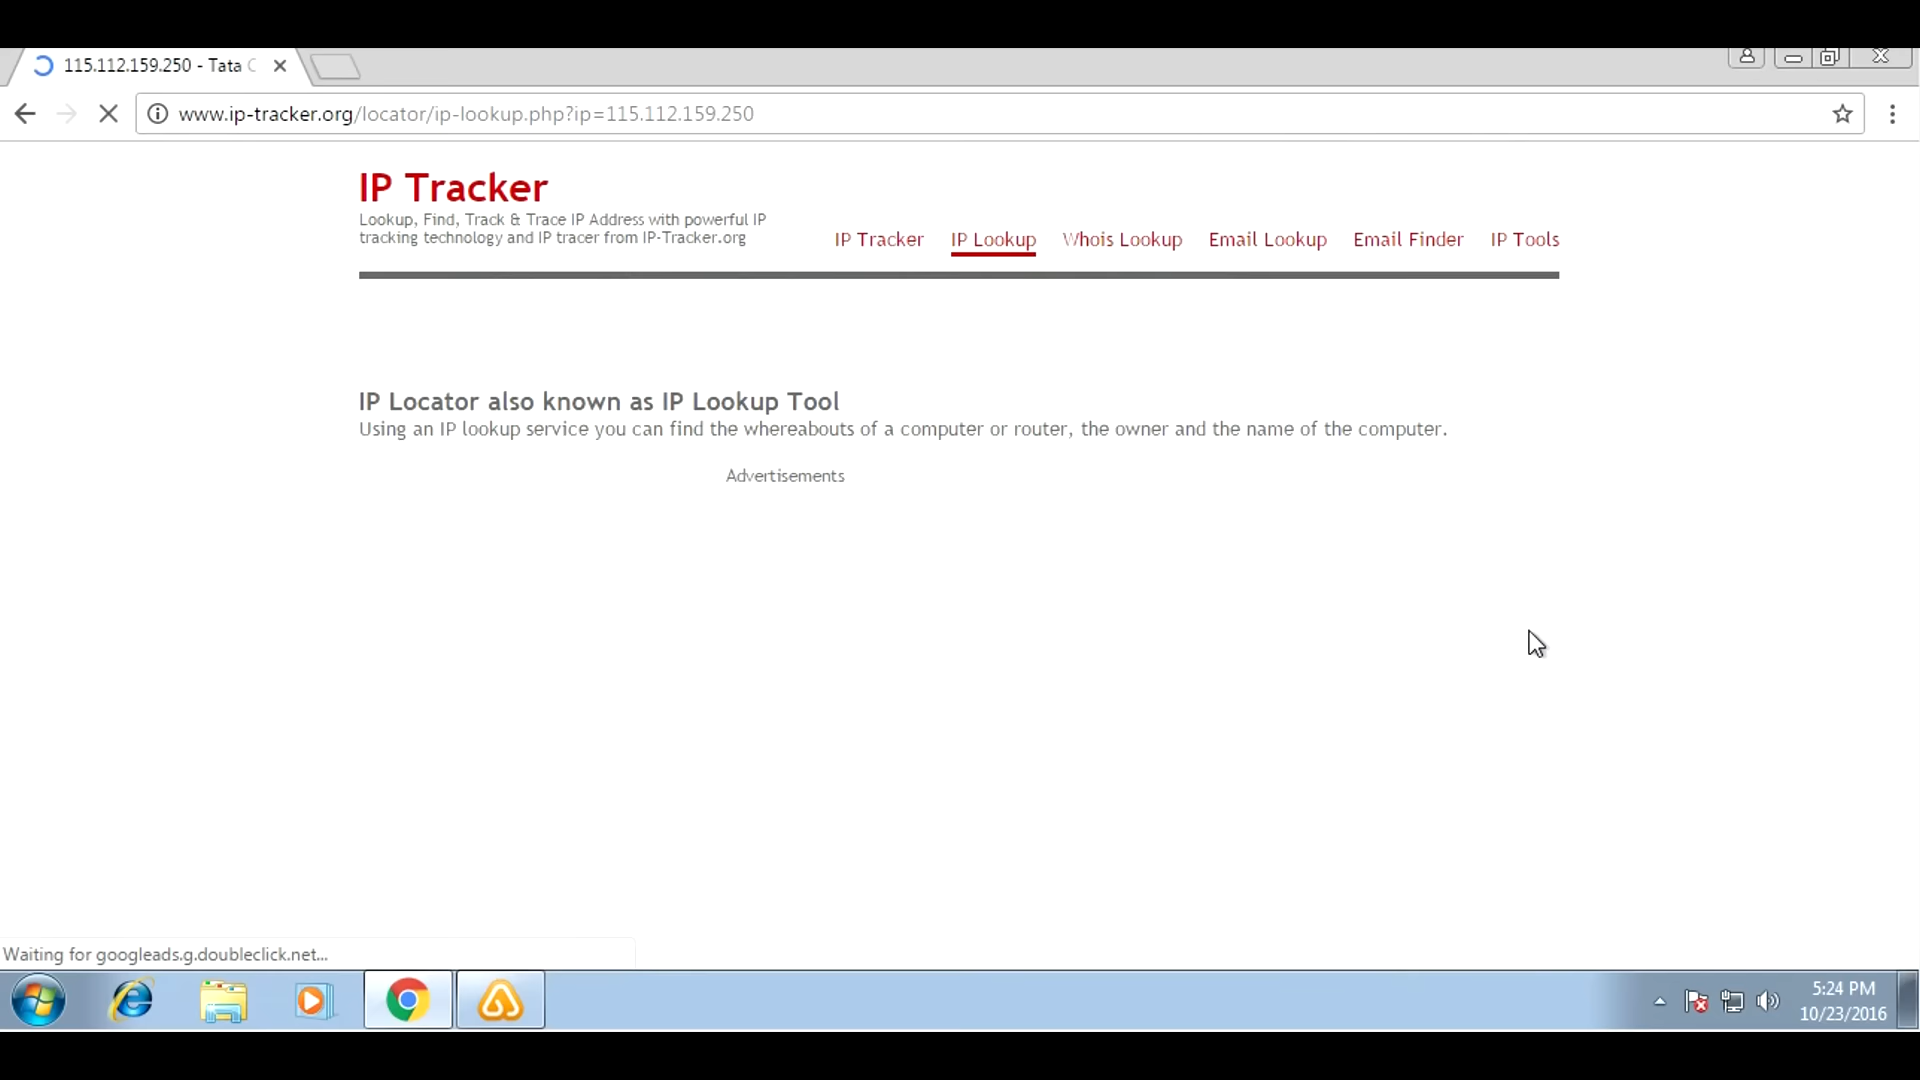 115.112.159.250 - Tata C
www.ip-tracker.org/locator/ip-lookup.php?ip=115.112.159.250
IP Tracker
Lookup, Find, Track & Trace IP Address with powerful IP
tracking technology and IP tracer from IP-Tracker.org
IP Tracker IP Lookup Whois Lookup Email Lookup Email Finder IP Tools
IP Locator also known as IP Lookup Tool
Using an IP lookup service you can find the whereabouts of a computer or router, the owner and the name of the computer.
Advertisements
Waiting for googleads.g.doubleclick.net...
5:24 PM
10/23/2016